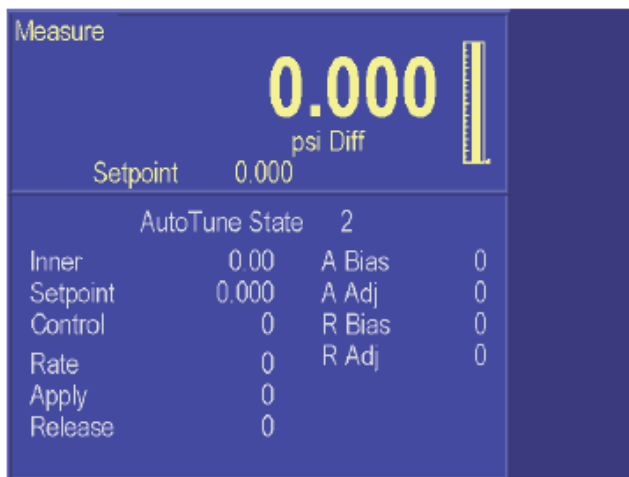 Measure
0.000
psi Diff
Setpoint 0.000
AutoTune State 2
Inner 0.00 A Bias 0
Setpoint 0.000 A Adj 0
Control 0 R Bias 0
Rate 0 R Adj 0
Apply 0
Release 0